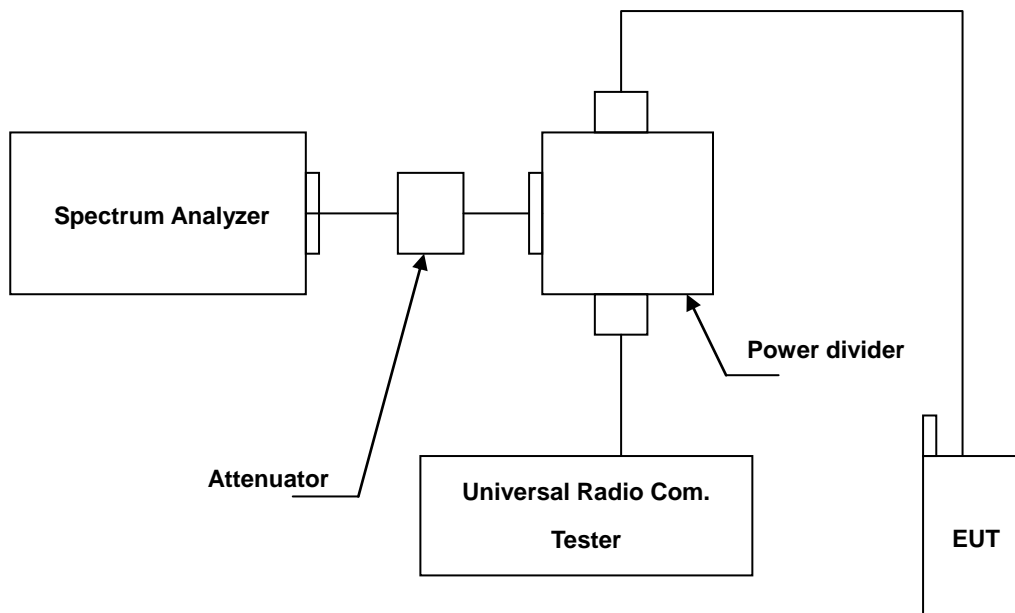 Spectrum Analyzer
Power divider
Attenuator
Universal Radio Com.
Tester
EUT